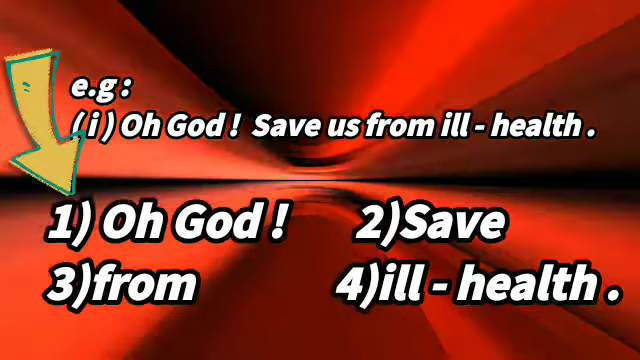 e.g :
( i ) Oh God !  Save us from ill - health .
1) Oh God !    2)Save
3)from    4)ill - health .